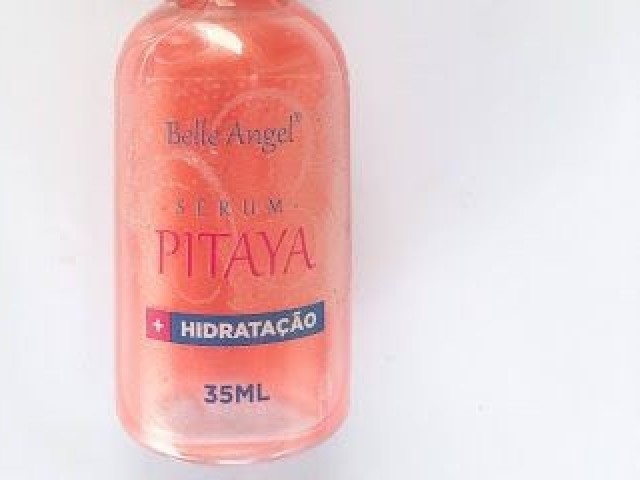 Belle Angel®
SERUM
PITAYA
+ HIDRATAÇÃO
35ML